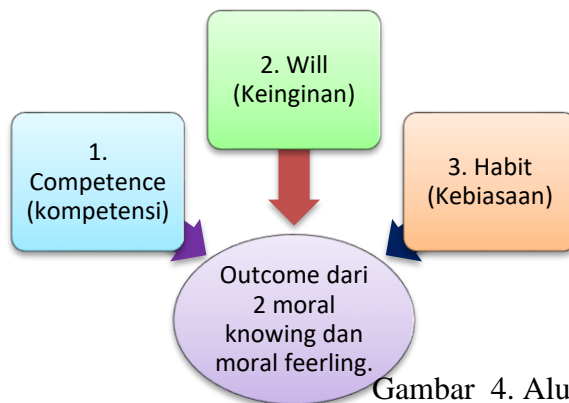 1.
Competence
(kompetensi)
2. Will
(Keinginan)
3. Habit
(Kebiasaan)
Outcome dari
2 moral
knowing dan
moral feerling.
Gambar 4. Alu